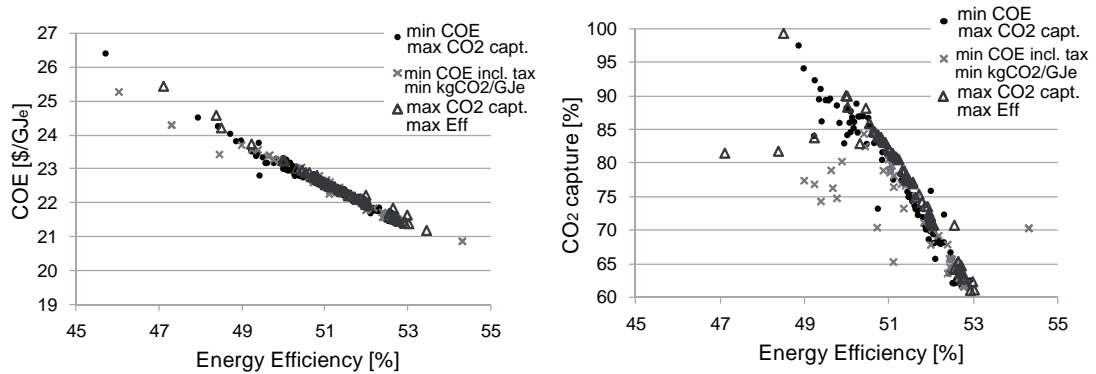 27
26
25
24
23
22
21
20
19
COE [$/GJe]
45
47
49
51
53
55
Energy Efficiency [%]
min COE
max CO2 capt.
min COE incl. tax
min kgCO2/GJe
max CO2 capt.
max Eff
100
95
90
85
80
75
70
65
60
CO2 capture [%]
45
47
49
51
53
55
Energy Efficiency [%]
min COE
max CO2 capt.
min COE incl. tax
min kgCO2/GJe
max CO2 capt.
max Eff